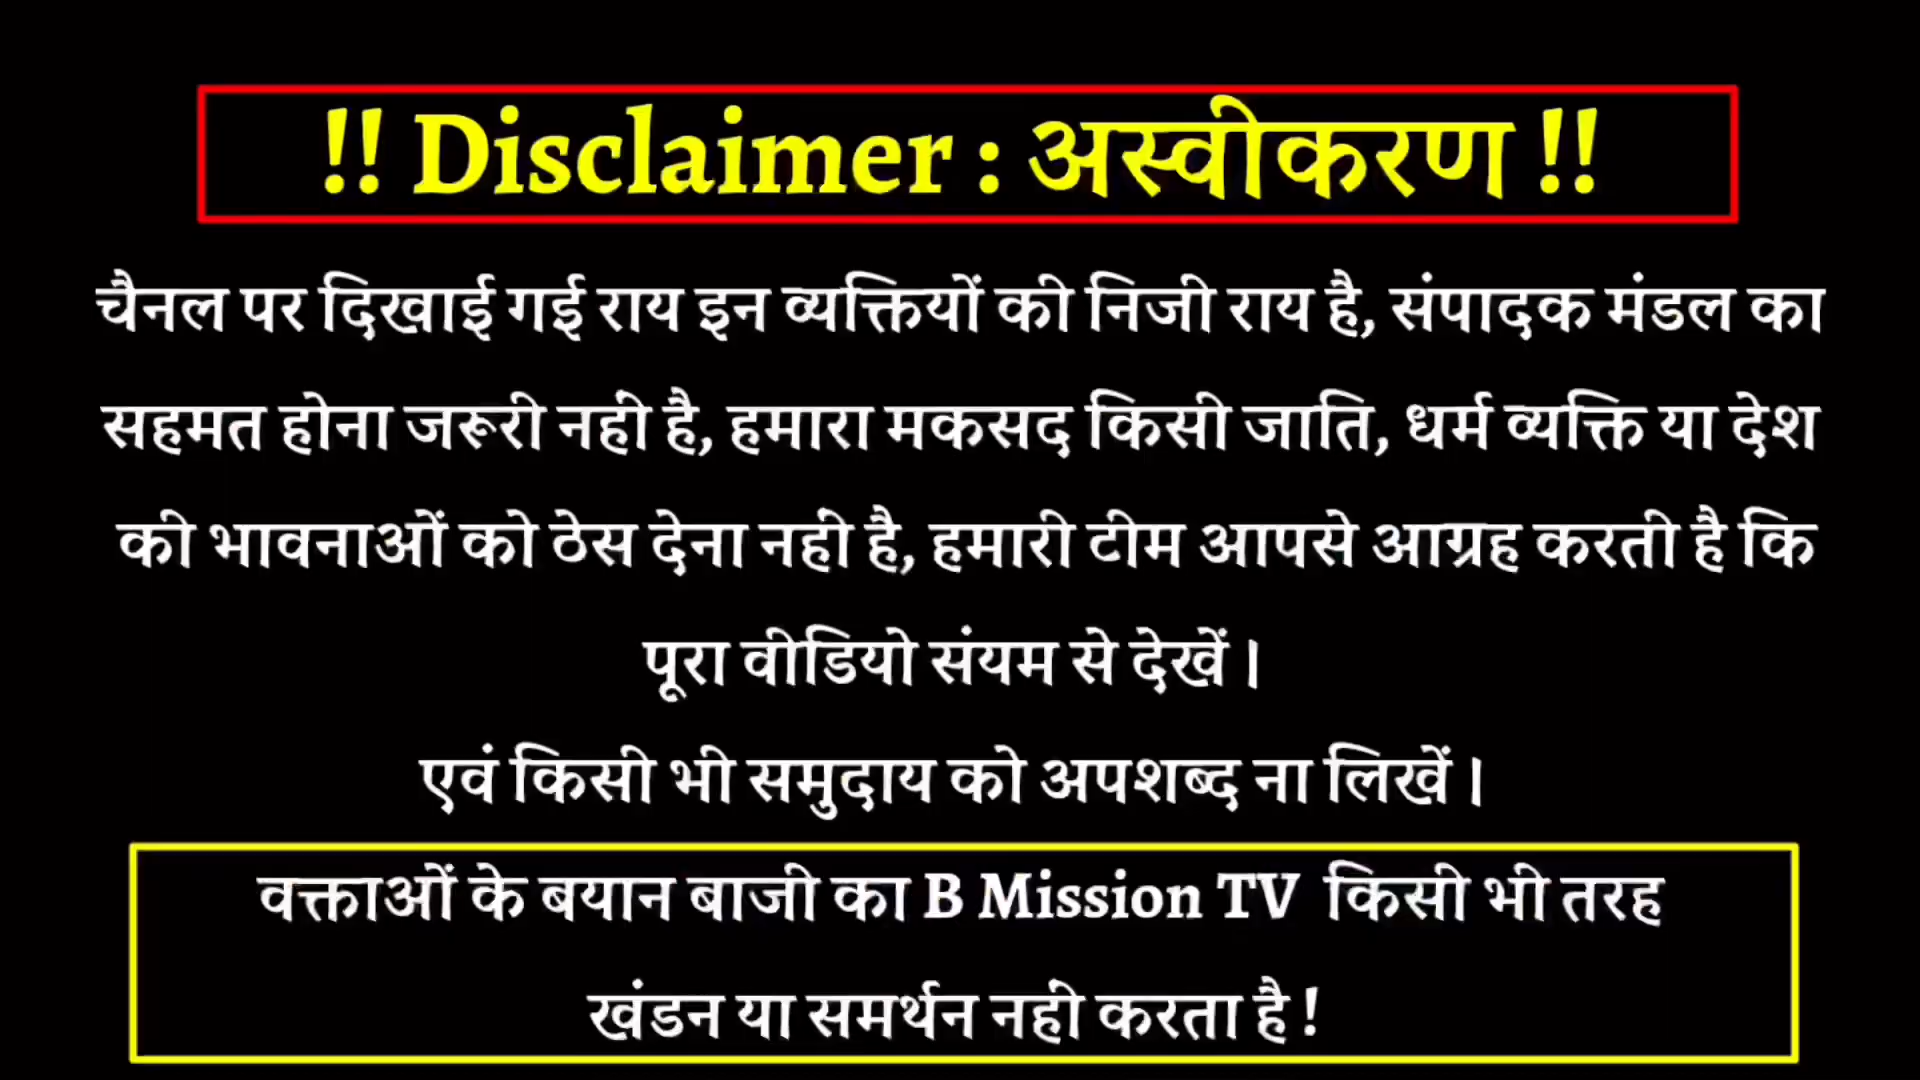 !! Disclaimer : अस्वीकरण !!
चैनल पर दिखाई गई राय इन व्यक्तियों की निजी राय है, संपादक मंडल का
सहमत होना जरूरी नही है, हमारा मकसद किसी जाति, धर्म व्यक्ति या देश
की भावनाओं को ठेस देना नही है, हमारी टीम आपसे आग्रह करती है कि
पूरा वीडियो संयम से देखें।
एवं किसी भी समुदाय को अपशब्द ना लिखें।
वक्ताओं के बयान बाजी का B Mission TV किसी भी तरह
खंडन या समर्थन नही करता है!